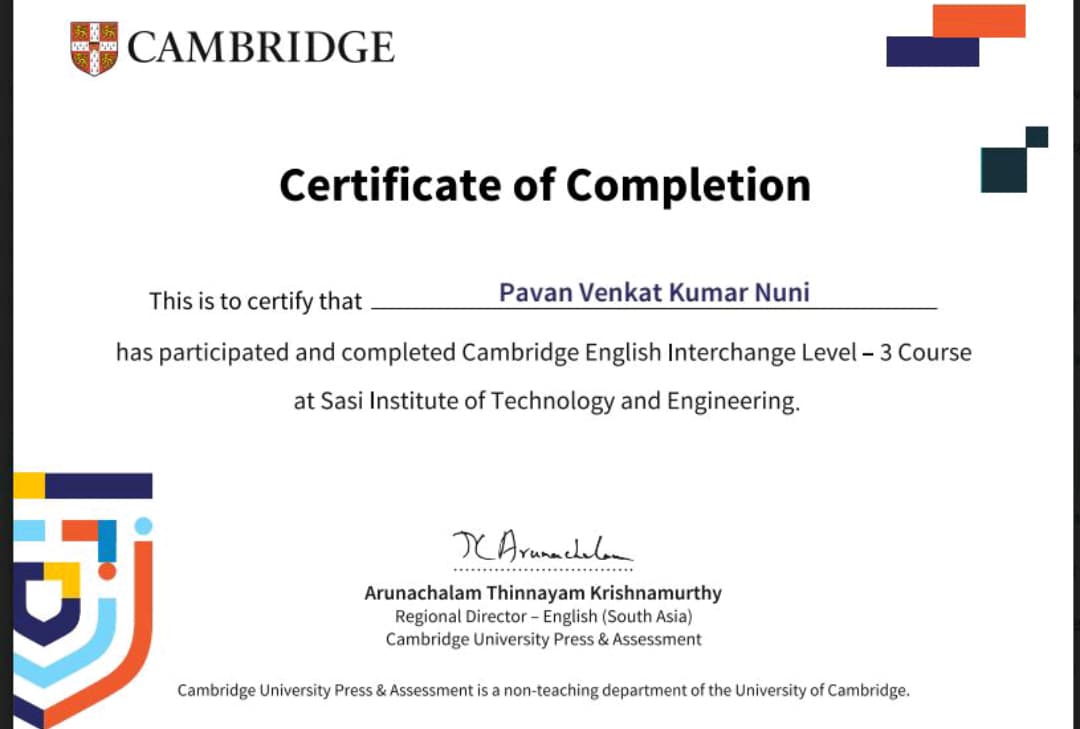 CAMBRIDGE
Certificate of Completion
This is to certify that Pavan Venkat Kumar Nuni
has participated and completed Cambridge English Interchange Level – 3 Course
at Sasi Institute of Technology and Engineering.
TK Arunachalam
Arunachalam Thinnayam Krishnamurthy
Regional Director – English (South Asia)
Cambridge University Press & Assessment
Cambridge University Press & Assessment is a non-teaching department of the University of Cambridge.